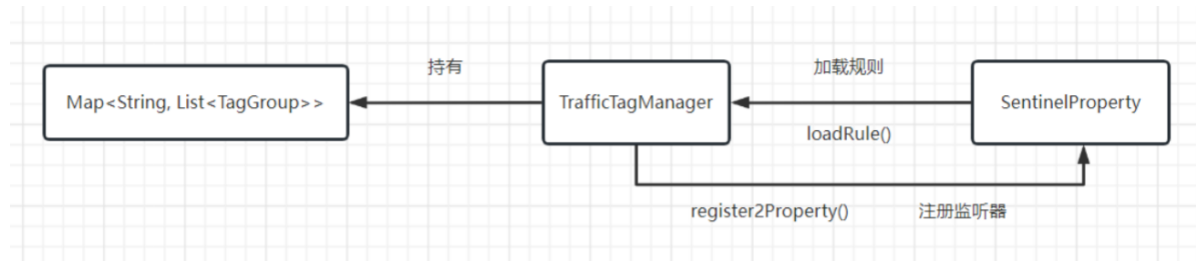 持有
加载规则
Map<String, List<TagGroup>>
TrafficTagManager
SentinelProperty
loadRule()
register2Property()
注册监听器